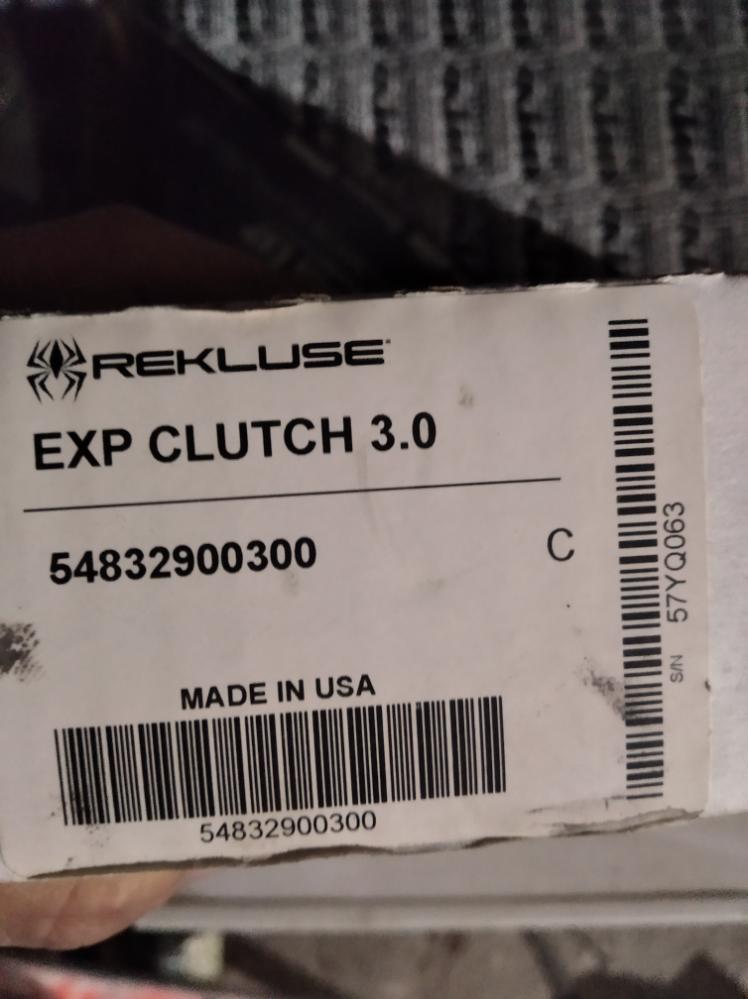 REKLUSE
EXP CLUTCH 3.0
54832900300
C
MADE IN USA
54832900300
S/N 57YQ063